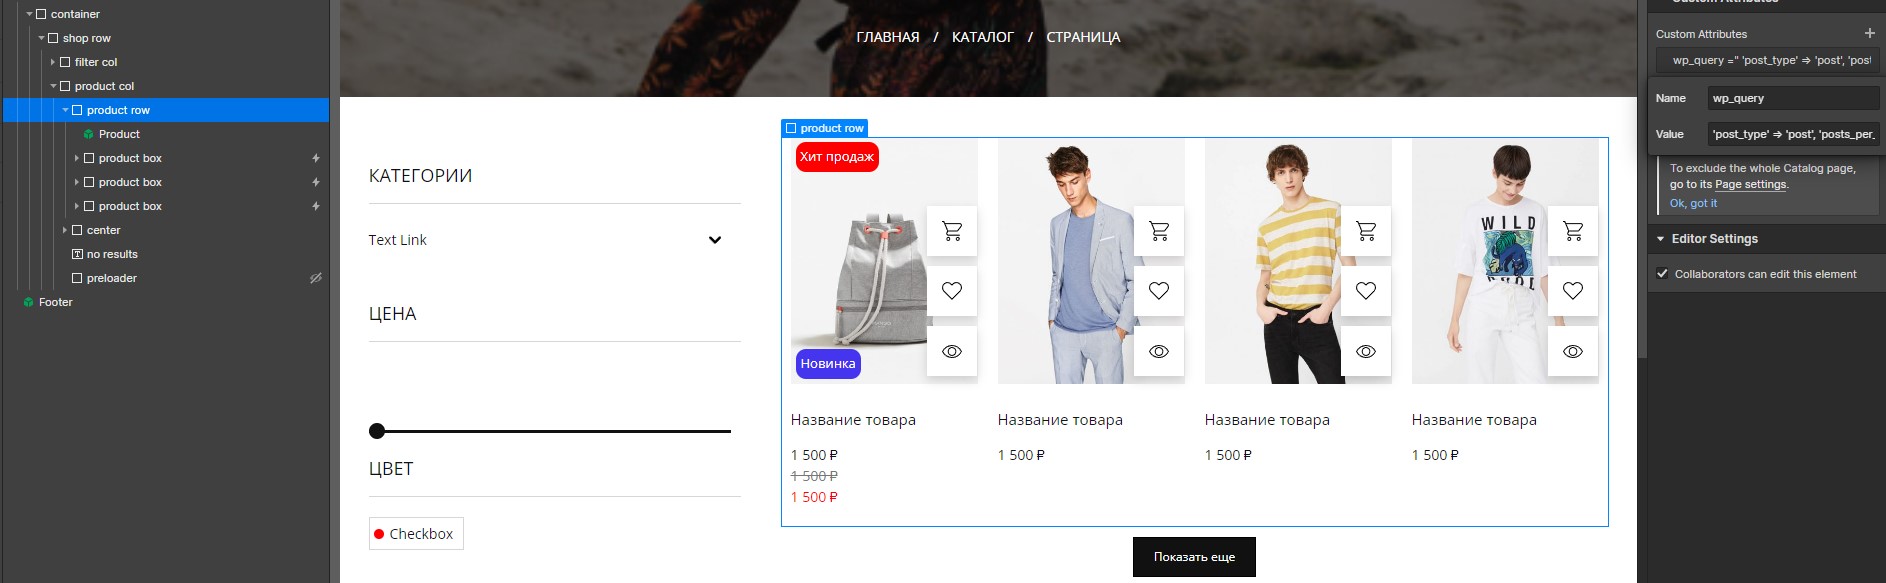 container
shop row
filter col
product col
product row
Product
product box
product box
product box
center
no results
preloader
Footer
ГЛАВНАЯ / КАТАЛОГ / СТРАНИЦА
КАТЕГОРИИ
Text Link
ЦЕНА
ЦВЕТ
Checkbox
product row
Хит продаж
Новинка
WILD
Название товара
1 500 ₽
1 500 ₽
1 500 ₽
Название товара
1 500 ₽
Название товара
1 500 ₽
Название товара
1 500 ₽
Показать еще
Custom Attributes
Custom Attributes
wp_query =" 'post_type' => 'post', 'post
Name wp_query
Value 'post_type' => 'post', 'posts_per_
To exclude the whole Catalog page,
go to its Page settings.
Ok, got it
Editor Settings
Collaborators can edit this element